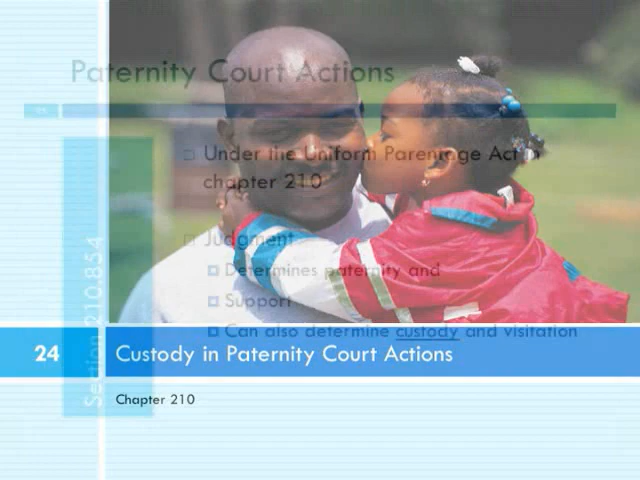 Paternity Court Actions
Under the Uniform Parentage Act
chapter 210
Judgment
Determines paternity and
Support
Can also determine custody and visitation
Section 210.854
24
Custody in Paternity Court Actions
Chapter 210